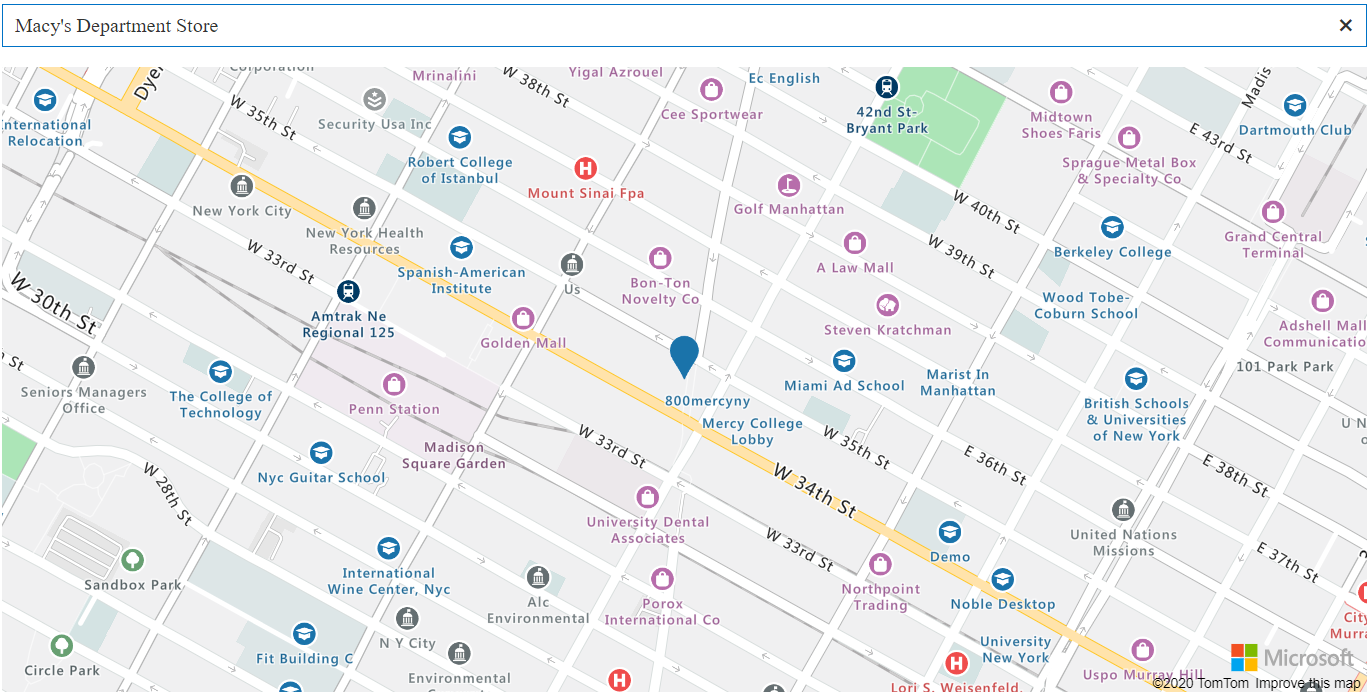 Macy's Department Store
×
Corporation
Dyer
Mrinalini
Yigal Azrouel
W 38th St
Ec English
Madis
nternational
Relocation
W 35th St
Security Usa Inc
Cee Sportwear
42nd St-
Bryant Park
Midtown
Shoes Faris
Dartmouth Club
E 43rd St
Robert College
of Istanbul
Mount Sinai Fpa
Sprague Metal Box
& Specialty Co
New York City
Golf Manhattan
W 40th St
Grand Central
Terminal
New York Health
Resources
W 33rd St
Spanish-American
Institute
Us
Bon-Ton
Novelty Co
A Law Mall
W 39th St
Berkeley College
W 30th St
Amtrak Ne
Regional 125
Golden Mall
Steven Kratchman
Wood Tobe-
Coburn School
Adshell Mall
Communicatio
h St
Seniors Managers
Office
The College of
Technology
Penn Station
800mercyny
Miami Ad School
Marist In
Manhattan
101 Park Park
British Schools
& Universities
of New York
Madison
Square Garden
Mercy College
Lobby
W 35th St
U N
Nyc Guitar School
W 33rd St
W 34th St
E 36th St
E 38th St
W 28th St
University Dental
Associates
W 33rd St
Demo
United Nations
Missions
E 37th St
Sandbox Park
International
Wine Center, Nyc
Alc
Environmental
Porox
International Co
Northpoint
Trading
Noble Desktop
City
Murra
N Y City
Circle Park
Fit Building C
Environmental
Lori S. Weisenfeld,
University
New York
Uspo Murray Hill
Microsoft
©2020 TomTom Improve this map